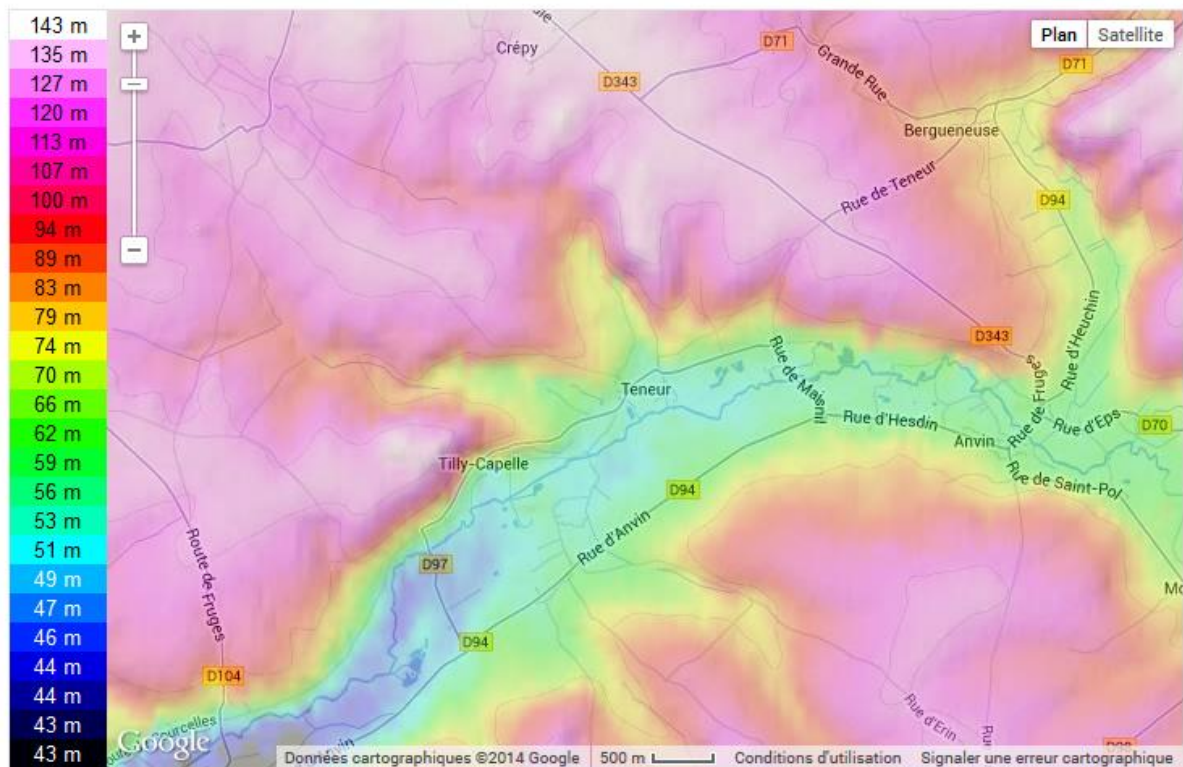 143 m
135 m
127 m
120 m
113 m
107 m
100 m
94 m
89 m
83 m
79 m
74 m
70 m
66 m
62 m
59 m
56 m
53 m
51 m
49 m
47 m
46 m
44 m
44 m
43 m
43 m
Plan
Satellite
Crépy
D71
D343
Grande Rue
D71
Bergueneuse
Rue de Teneur
D94
Rue d'Heuchin
D343
Rue de Fruges
Teneur
Rue de Maisnil
Rue d'Hesdin
Anvin
Rue d'Eps
D70
Tilly-Capelle
D94
Rue de Saint-Pol
Rue d'Anvin
D97
Route de Fruges
D94
D104
Rue d'Erin
Google
Données cartographiques ©2014 Google
500 m
Conditions d'utilisation
Signaler une erreur cartographique